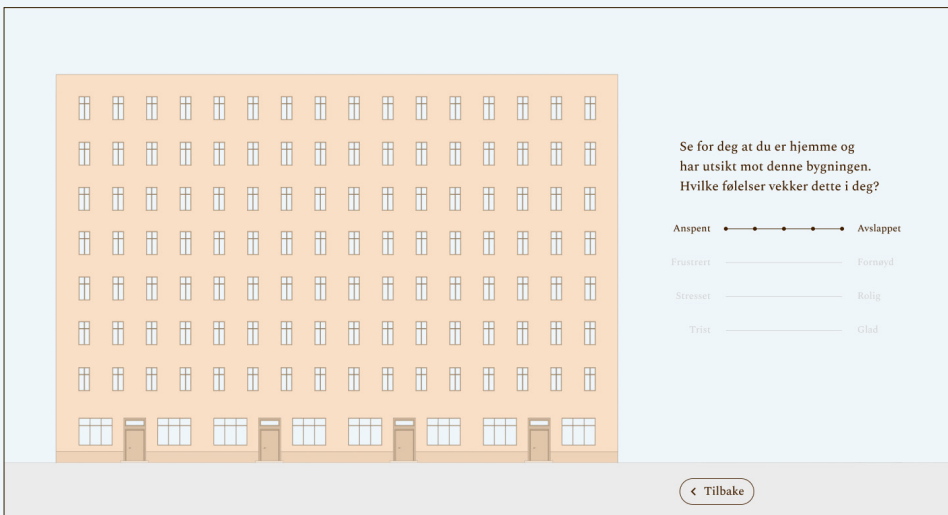 Se for deg at du er hjemme og
har utsikt mot denne bygningen.
Hvilke følelser vekker dette i deg?
Anspent Avslappet
Frustrert Fornøyd
Stresset Rolig
Trist Glad
Tilbake